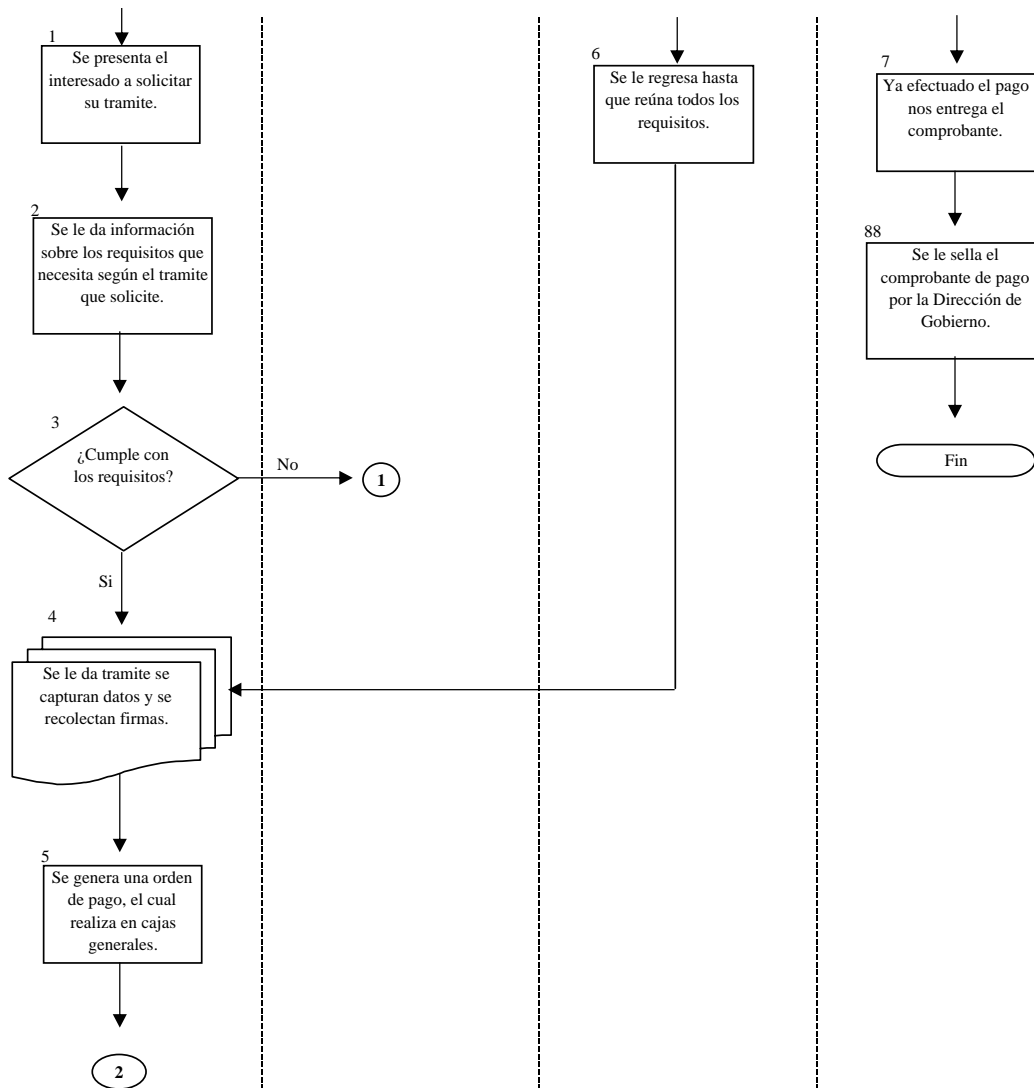 1
Se presenta el
interesado a solicitar
su tramite.
2
Se le da información
sobre los requisitos que
necesita según el tramite
que solicite.
3
¿Cumple con
los requisitos?
No
1
Si
4
Se le da tramite se
capturan datos y se
recolectan firmas.
5
Se genera una orden
de pago, el cual
realiza en cajas
generales.
2
6
Se le regresa hasta
que reúna todos los
requisitos.
7
Ya efectuado el pago
nos entrega el
comprobante.
88
Se le sella el
comprobante de pago
por la Dirección de
Gobierno.
Fin